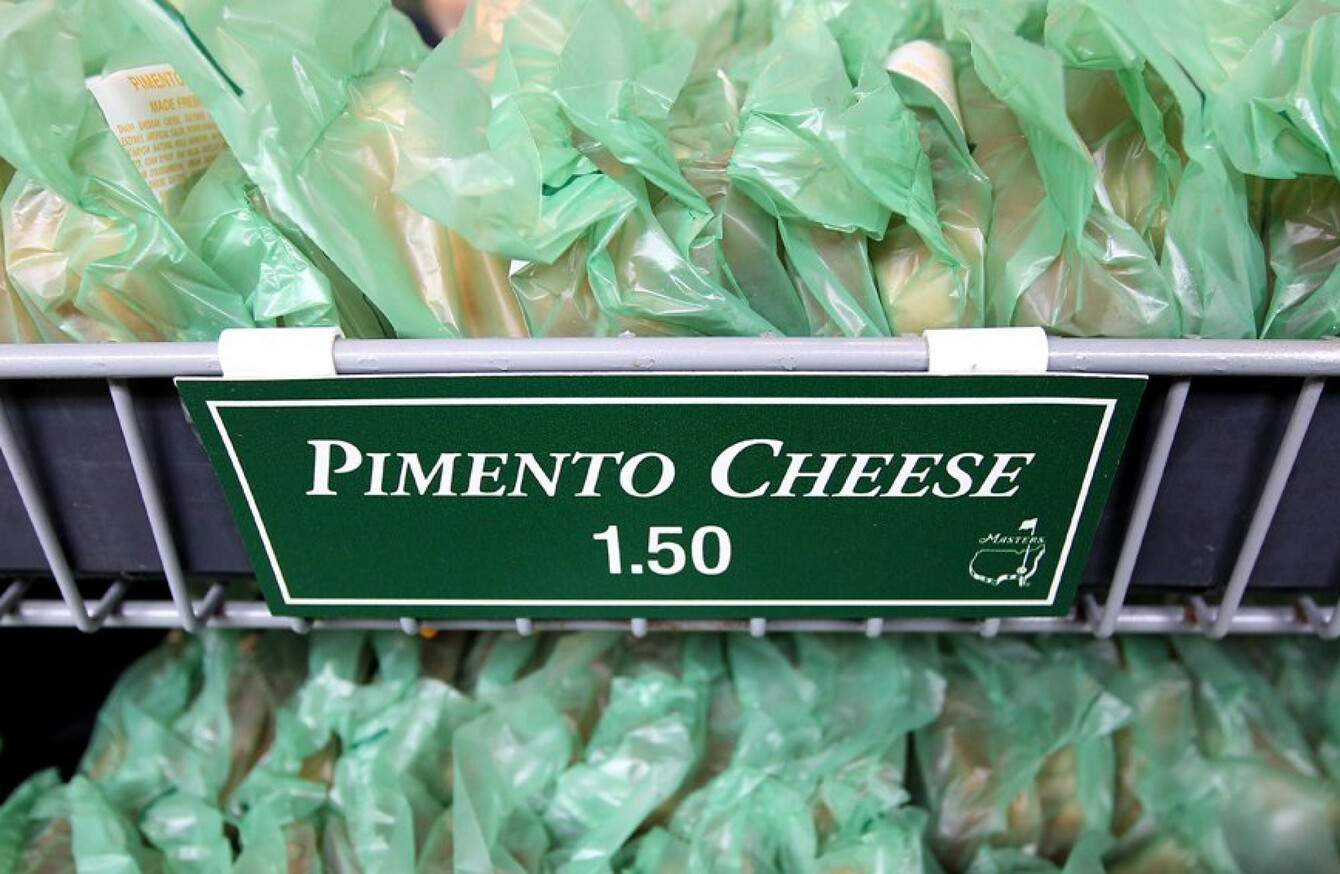 PIMENTO
MADE FRESH
PIMENTO CHEESE
1.50
MASTERS